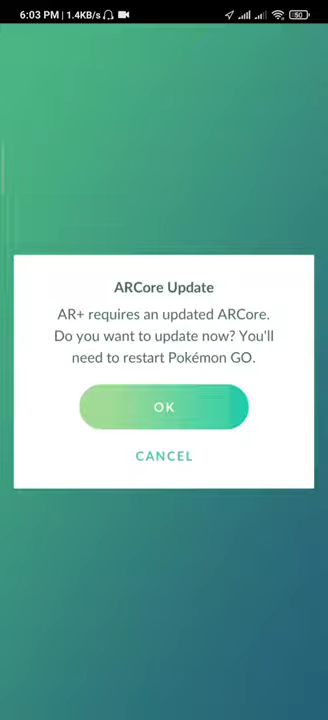 6:03 PM | 1.4KB/s
50
ARCore Update
AR+ requires an updated ARCore.
Do you want to update now? You'll
need to restart Pokémon GO.
OK
CANCEL